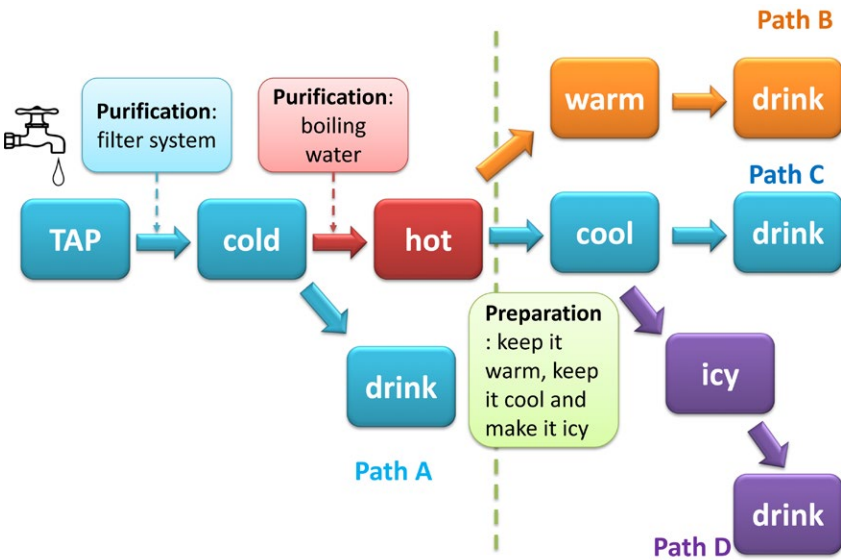 Path B
Purification:
filter system
Purification:
boiling
water
warm
drink
Path C
TAP
cold
hot
cool
drink
Preparation
: keep it
warm, keep
it cool and
make it icy
drink
icy
Path A
drink
Path D